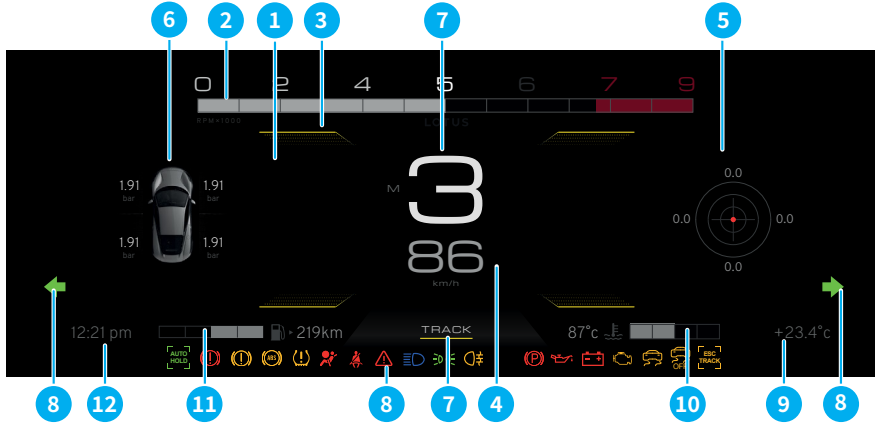 6 2 1 3 7 5
0 2 4 5 6 7 9
RPM×1000 LOTUS
M 3
1.91 bar 1.91 bar
1.91 bar 1.91 bar
0.0
0.0 0.0
0.0
86
km/h
12:21 pm 219km TRACK 87°c +23.4°c
AUTO HOLD ABS P OFF ESC TRACK
8 12 11 8 7 4 10 9 8